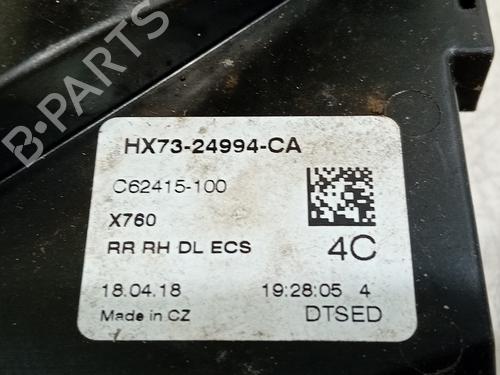 B-PARTS
HX73-24994-CA
C62415-100
X760
RR RH DL ECS 4C
18.04.18 19:28:05 4
Made in CZ DTSED